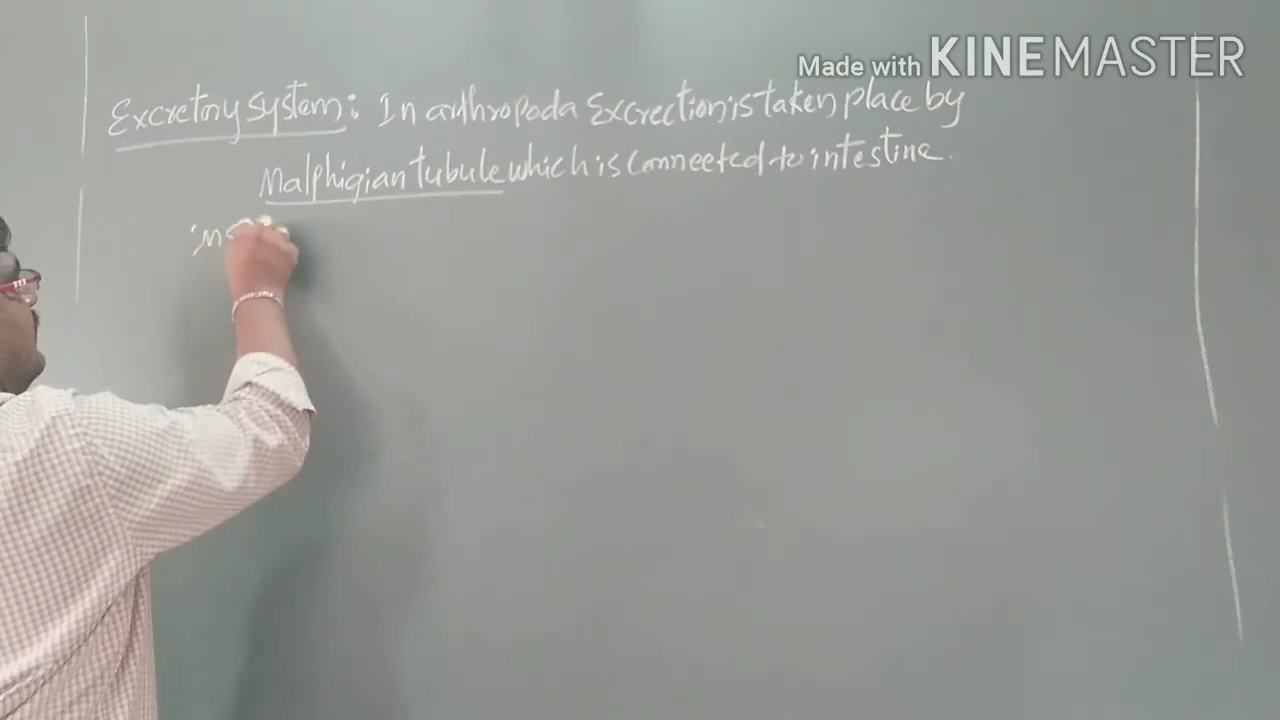 Made with KINEMASTER
Excretory system: In arthropoda Excrection is taken place by
Malphigian tubule which is connected to intestine.